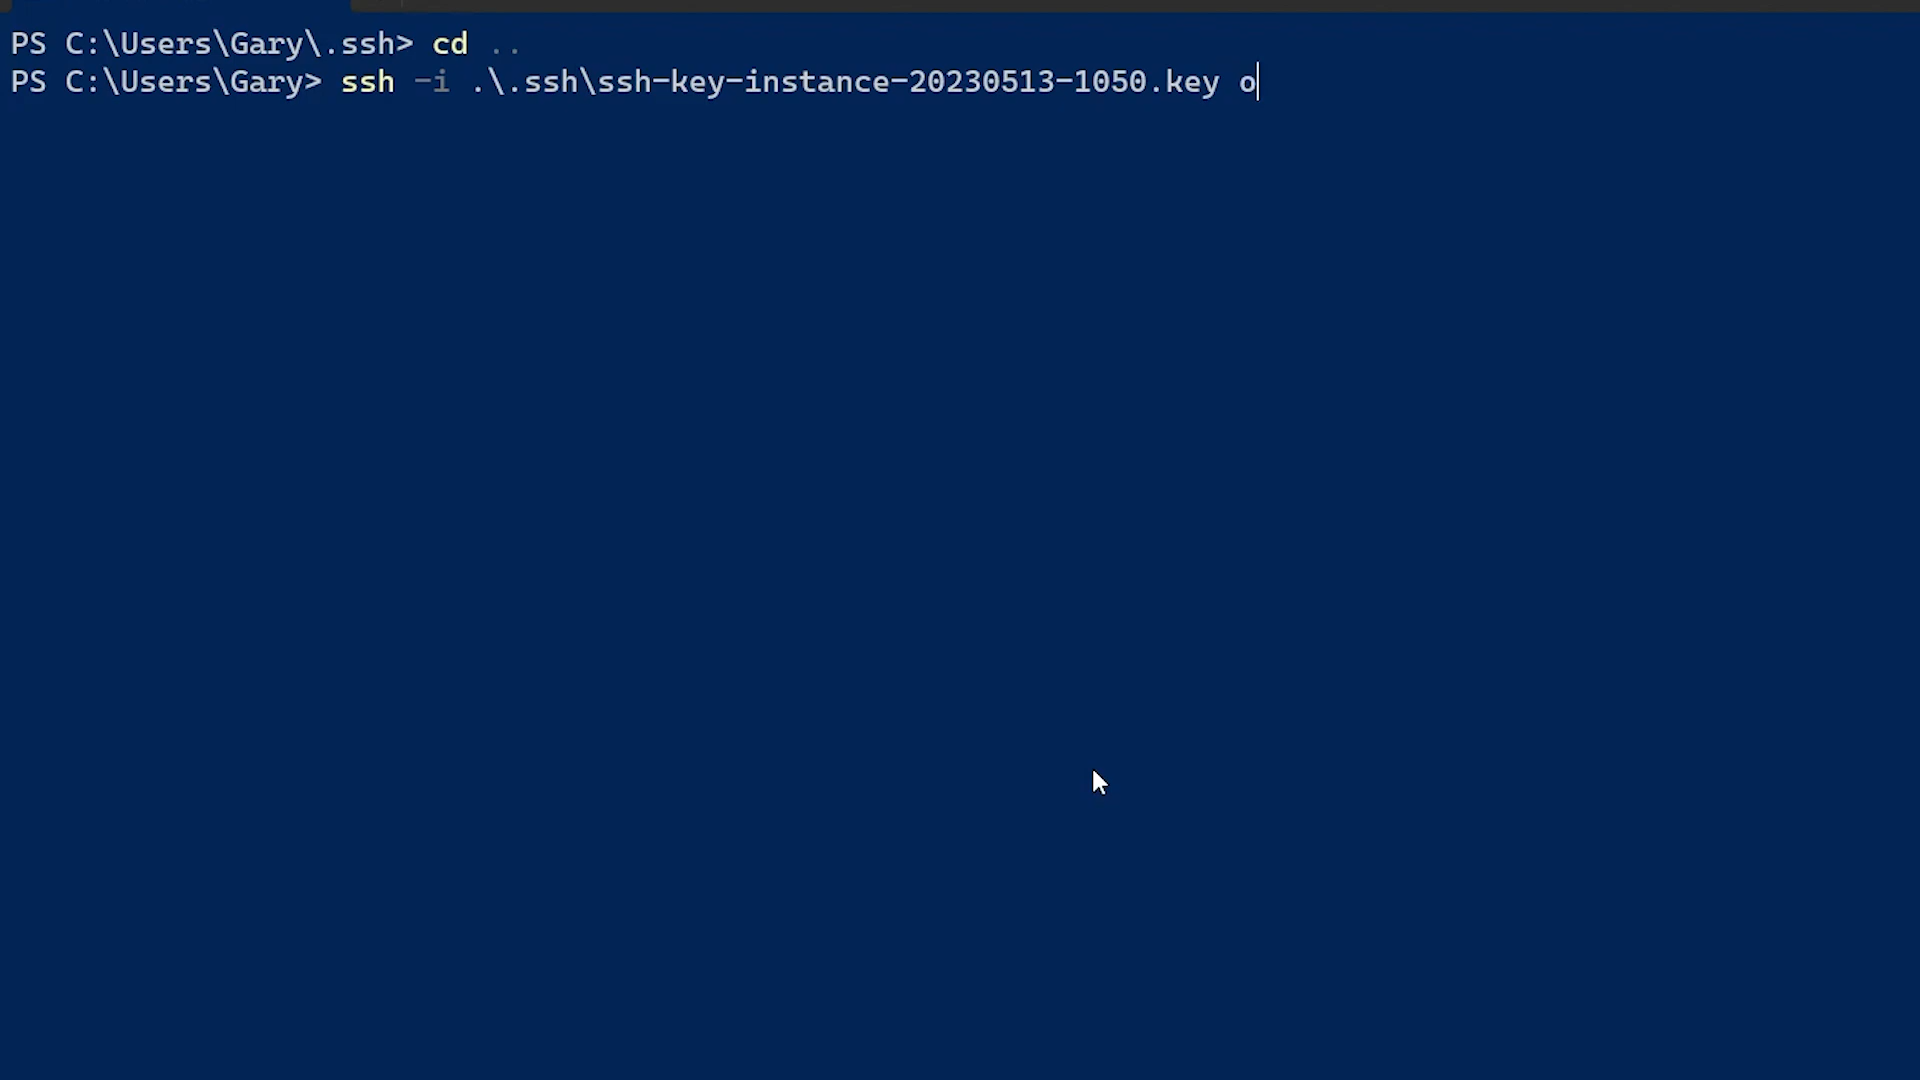 PS C:\Users\Gary\.ssh> cd ..
PS C:\Users\Gary> ssh -i .\.ssh\ssh-key-instance-20230513-1050.key o